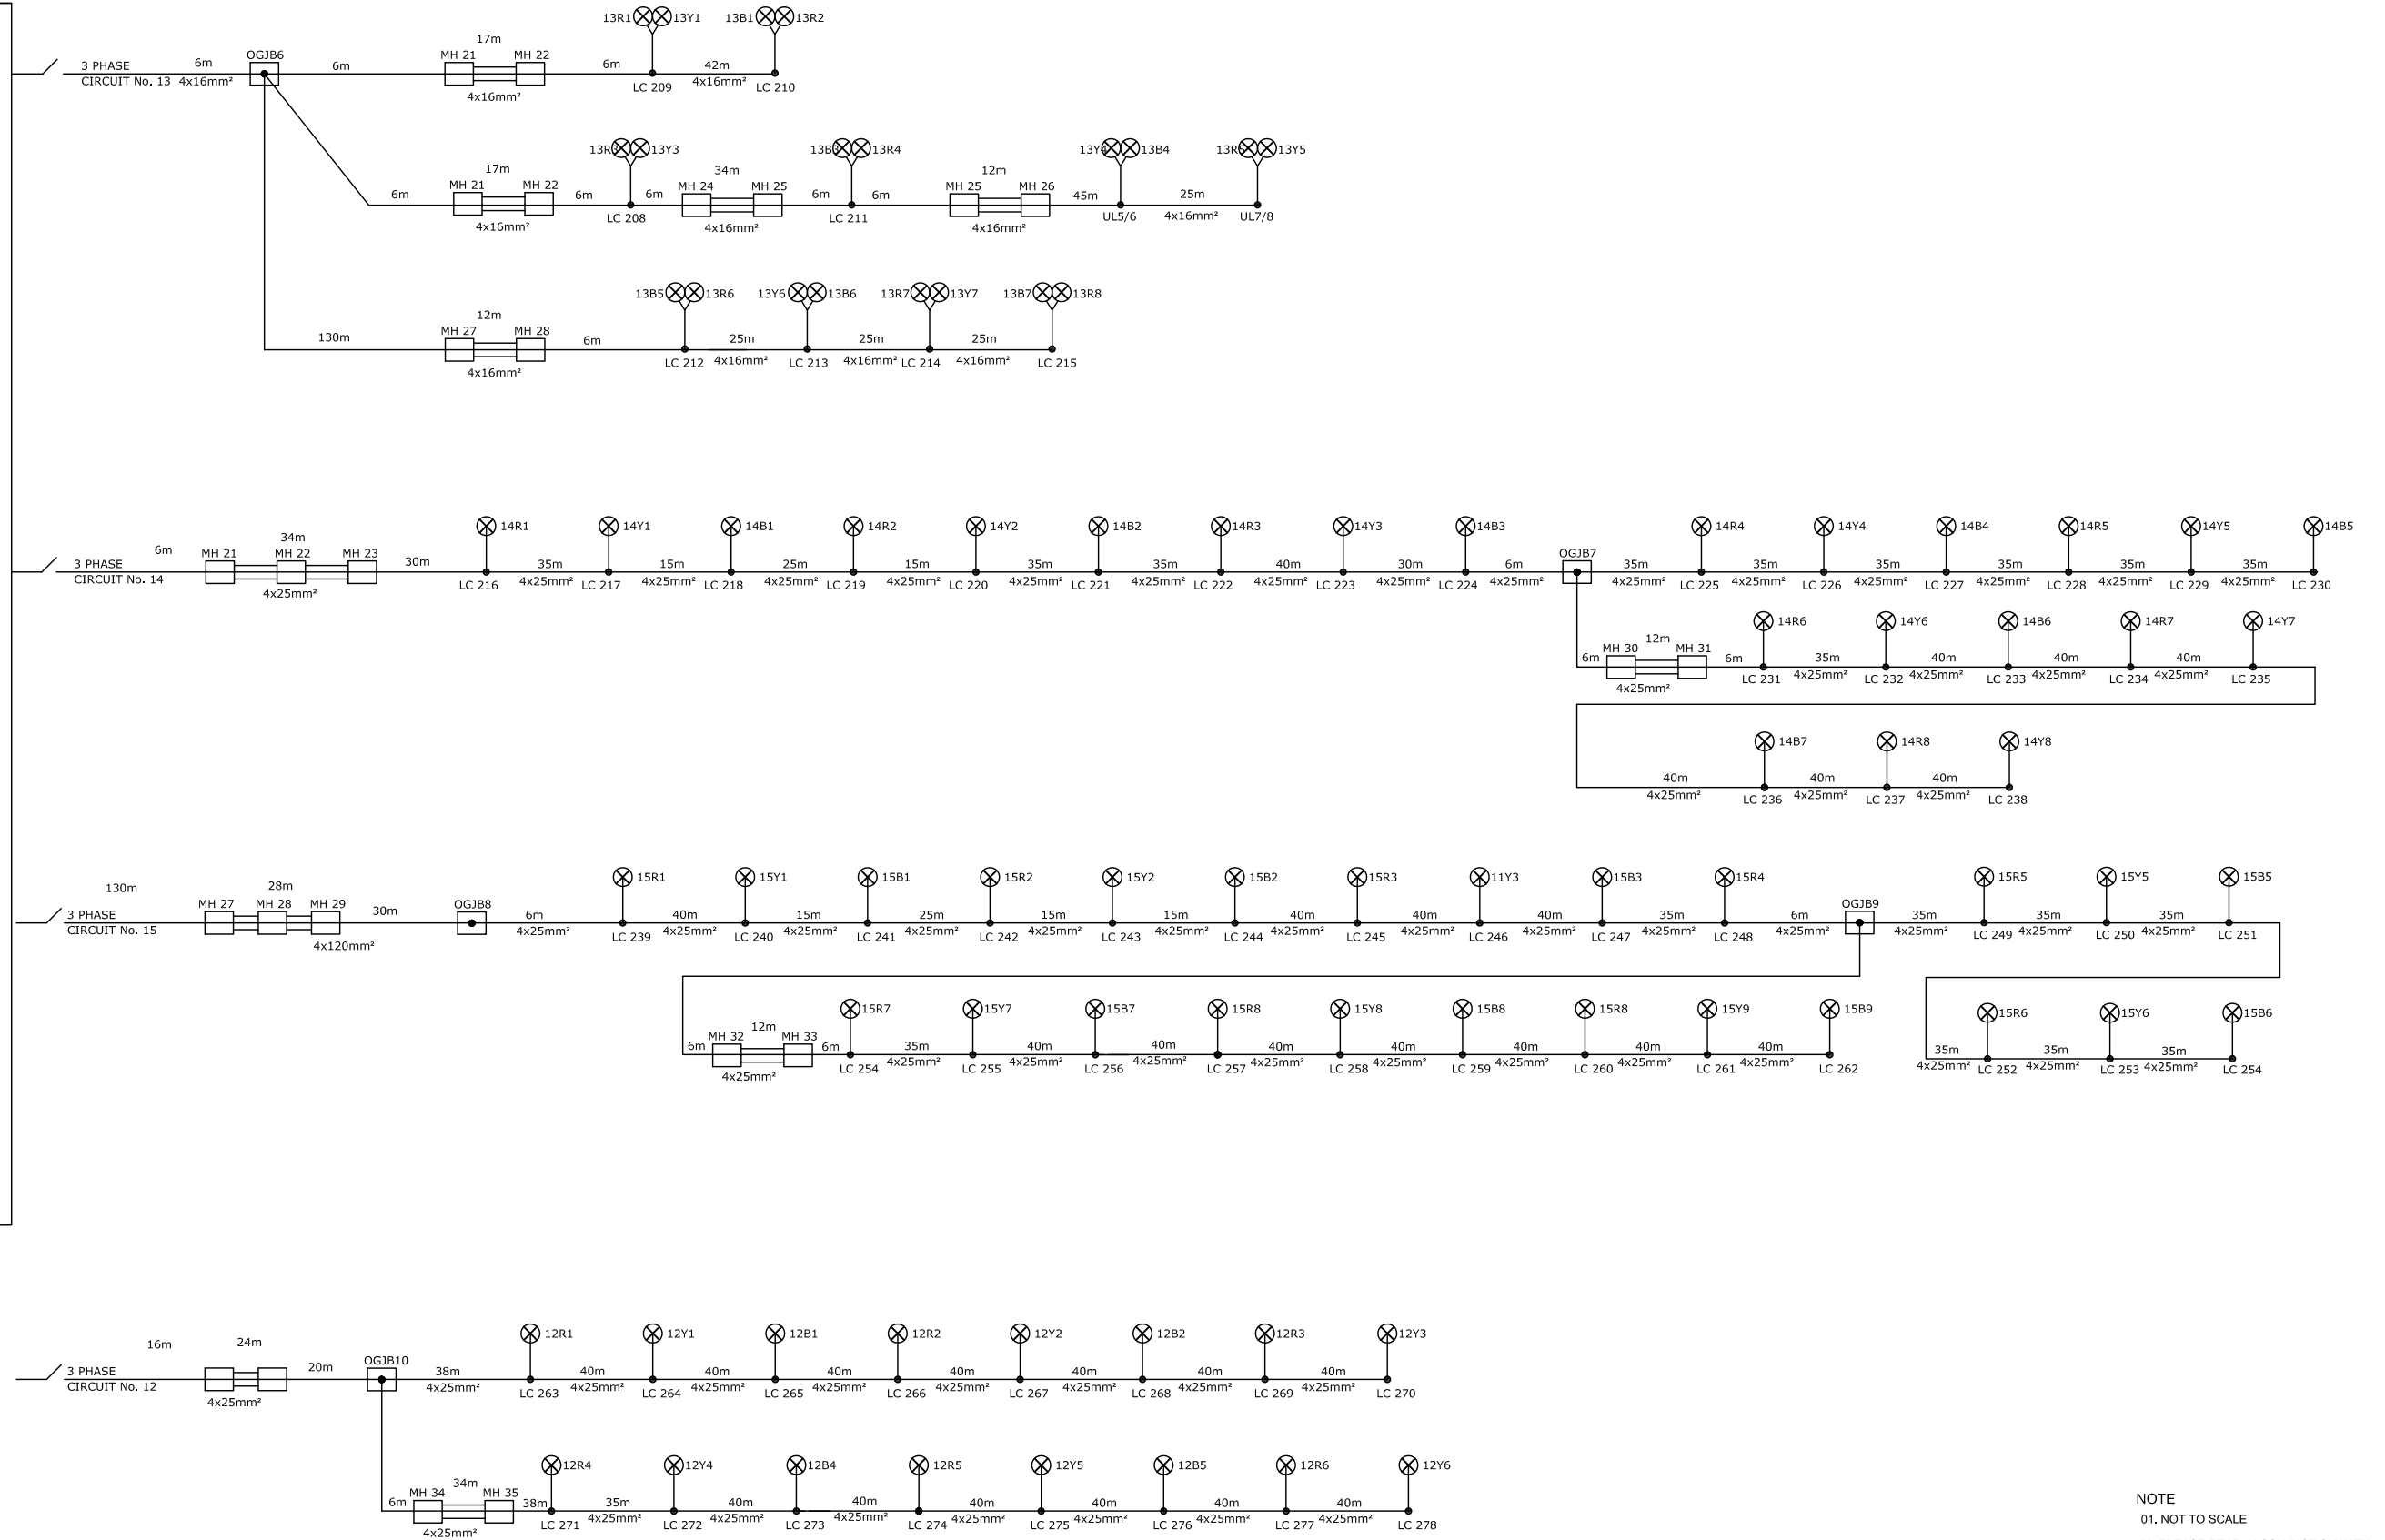 13R1 13Y1 13B1 13R2
17m
3 PHASE 6m OGJB6 6m MH 21 MH 22 6m 42m
CIRCUIT No. 13 4x16mm² 4x16mm² LC 209 4x16mm² LC 210
13R3 13Y3 13B3 13R4 13Y4 13B4 13R5 13Y5
17m 34m 12m
6m MH 21 MH 22 6m 6m MH 24 MH 25 6m 6m MH 25 MH 26 45m 25m
4x16mm² LC 208 4x16mm² LC 211 4x16mm² UL5/6 4x16mm² UL7/8
13B5 13R6 13Y6 13B6 13R7 13Y7 13B7 13R8
12m
130m MH 27 MH 28 6m 25m 25m 25m
4x16mm² LC 212 4x16mm² LC 213 4x16mm² LC 214 4x16mm² LC 215
14R1 14Y1 14B1 14R2 14Y2 14B2 14R3 14Y3 14B3 14R4 14Y4 14B4 14R5 14Y5 14B5
34m
3 PHASE 6m MH 21 MH 22 MH 23 30m 35m 15m 25m 15m 35m 35m 40m 30m 6m OGJB7 35m 35m 35m 35m 35m 35m
CIRCUIT No. 14 4x25mm² LC 216 4x25mm² LC 217 4x25mm² LC 218 4x25mm² LC 219 4x25mm² LC 220 4x25mm² LC 221 4x25mm² LC 222 4x25mm² LC 223 4x25mm² LC 224 4x25mm² 4x25mm² LC 225 4x25mm² LC 226 4x25mm² LC 227 4x25mm² LC 228 4x25mm² LC 229 4x25mm² LC 230
14R6 14Y6 14B6 14R7 14Y7
12m
6m MH 30 MH 31 6m 35m 40m 40m 40m
4x25mm² LC 231 4x25mm² LC 232 4x25mm² LC 233 4x25mm² LC 234 4x25mm² LC 235
14B7 14R8 14Y8
40m 40m 40m
4x25mm² LC 236 4x25mm² LC 237 4x25mm² LC 238
15R1 15Y1 15B1 15R2 15Y2 15B2 15R3 11Y3 15B3 15R4 15R5 15Y5 15B5
130m 28m
3 PHASE MH 27 MH 28 MH 29 30m OGJB8 6m 40m 15m 25m 15m 15m 40m 40m 40m 35m 6m OGJB9 35m 35m 35m
CIRCUIT No. 15 4x120mm² 4x25mm² LC 239 4x25mm² LC 240 4x25mm² LC 241 4x25mm² LC 242 4x25mm² LC 243 4x25mm² LC 244 4x25mm² LC 245 4x25mm² LC 246 4x25mm² LC 247 4x25mm² LC 248 4x25mm² 4x25mm² LC 249 4x25mm² LC 250 4x25mm² LC 251
15R7 15Y7 15B7 15R8 15Y8 15B8 15R8 15Y9 15B9 15R6 15Y6 15B6
12m
6m MH 32 MH 33 6m 35m 40m 40m 40m 40m 40m 40m 40m 35m 35m 35m
4x25mm² LC 254 4x25mm² LC 255 4x25mm² LC 256 4x25mm² LC 257 4x25mm² LC 258 4x25mm² LC 259 4x25mm² LC 260 4x25mm² LC 261 4x25mm² LC 262 4x25mm² LC 252 4x25mm² LC 253 4x25mm² LC 254
12R1 12Y1 12B1 12R2 12Y2 12B2 12R3 12Y3
16m 24m
3 PHASE 20m OGJB10 38m 40m 40m 40m 40m 40m 40m 40m
CIRCUIT No. 12 4x25mm² 4x25mm² LC 263 4x25mm² LC 264 4x25mm² LC 265 4x25mm² LC 266 4x25mm² LC 267 4x25mm² LC 268 4x25mm² LC 269 4x25mm² LC 270
12R4 12Y4 12B4 12R5 12Y5 12B5 12R6 12Y6
34m
6m MH 34 MH 35 38m 35m 40m 40m 40m 40m 40m 40m
4x25mm² LC 271 4x25mm² LC 272 4x25mm² LC 273 4x25mm² LC 274 4x25mm² LC 275 4x25mm² LC 276 4x25mm² LC 277 4x25mm² LC 278
NOTE
01. NOT TO SCALE